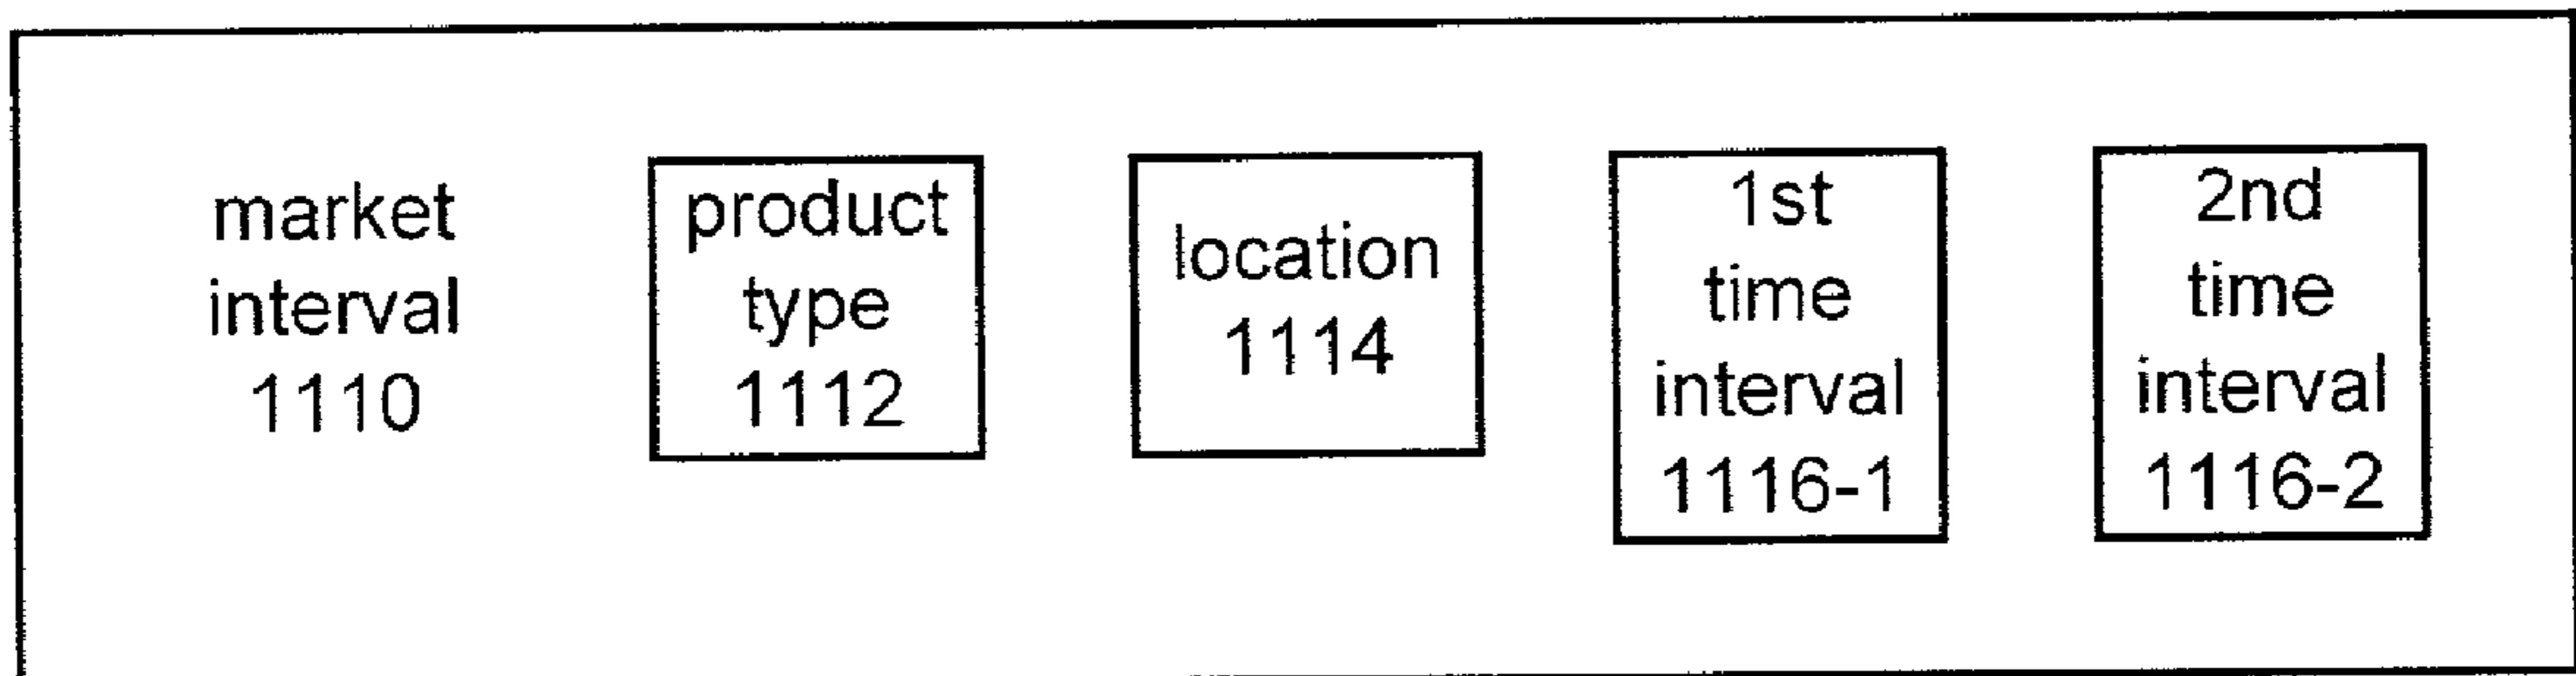 market
interval
1110
product
type
1112
location
1114
1st
time
interval
1116-1
2nd
time
interval
1116-2